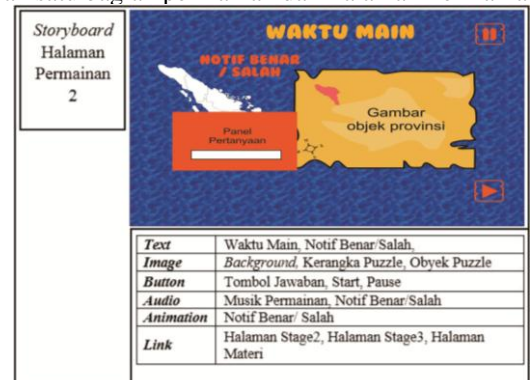 Storyboard
Halaman
Permainan
2
WAKTU MAIN
NOTIF BENAR
/ SALAH
Gambar
objek provinsi
Panel
Pertanyaan
Text Waktu Main, Notif Benar/Salah,
Image Background, Kerangka Puzzle, Obyek Puzzle
Button Tombol Jawaban, Start, Pause
Audio Musik Permainan, Notif Benar/Salah
Animation Notif Benar/ Salah
Link Halaman Stage2, Halaman Stage3, Halaman
Materi